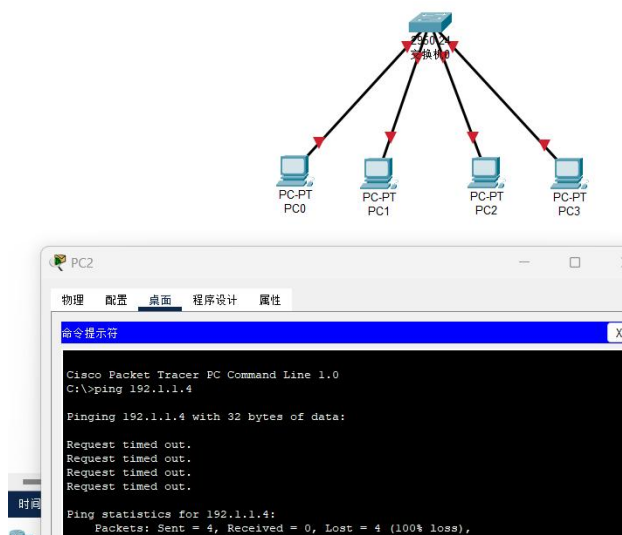 2950-24
交换机0
PC-PT
PC0
PC-PT
PC1
PC-PT
PC2
PC-PT
PC3
PC2
物理 配置 桌面 程序设计 属性
命令提示符
X
Cisco Packet Tracer PC Command Line 1.0
C:\>ping 192.1.1.4
Pinging 192.1.1.4 with 32 bytes of data:
Request timed out.
Request timed out.
Request timed out.
Request timed out.
Ping statistics for 192.1.1.4:
Packets: Sent = 4, Received = 0, Lost = 4 (100% loss),
时间